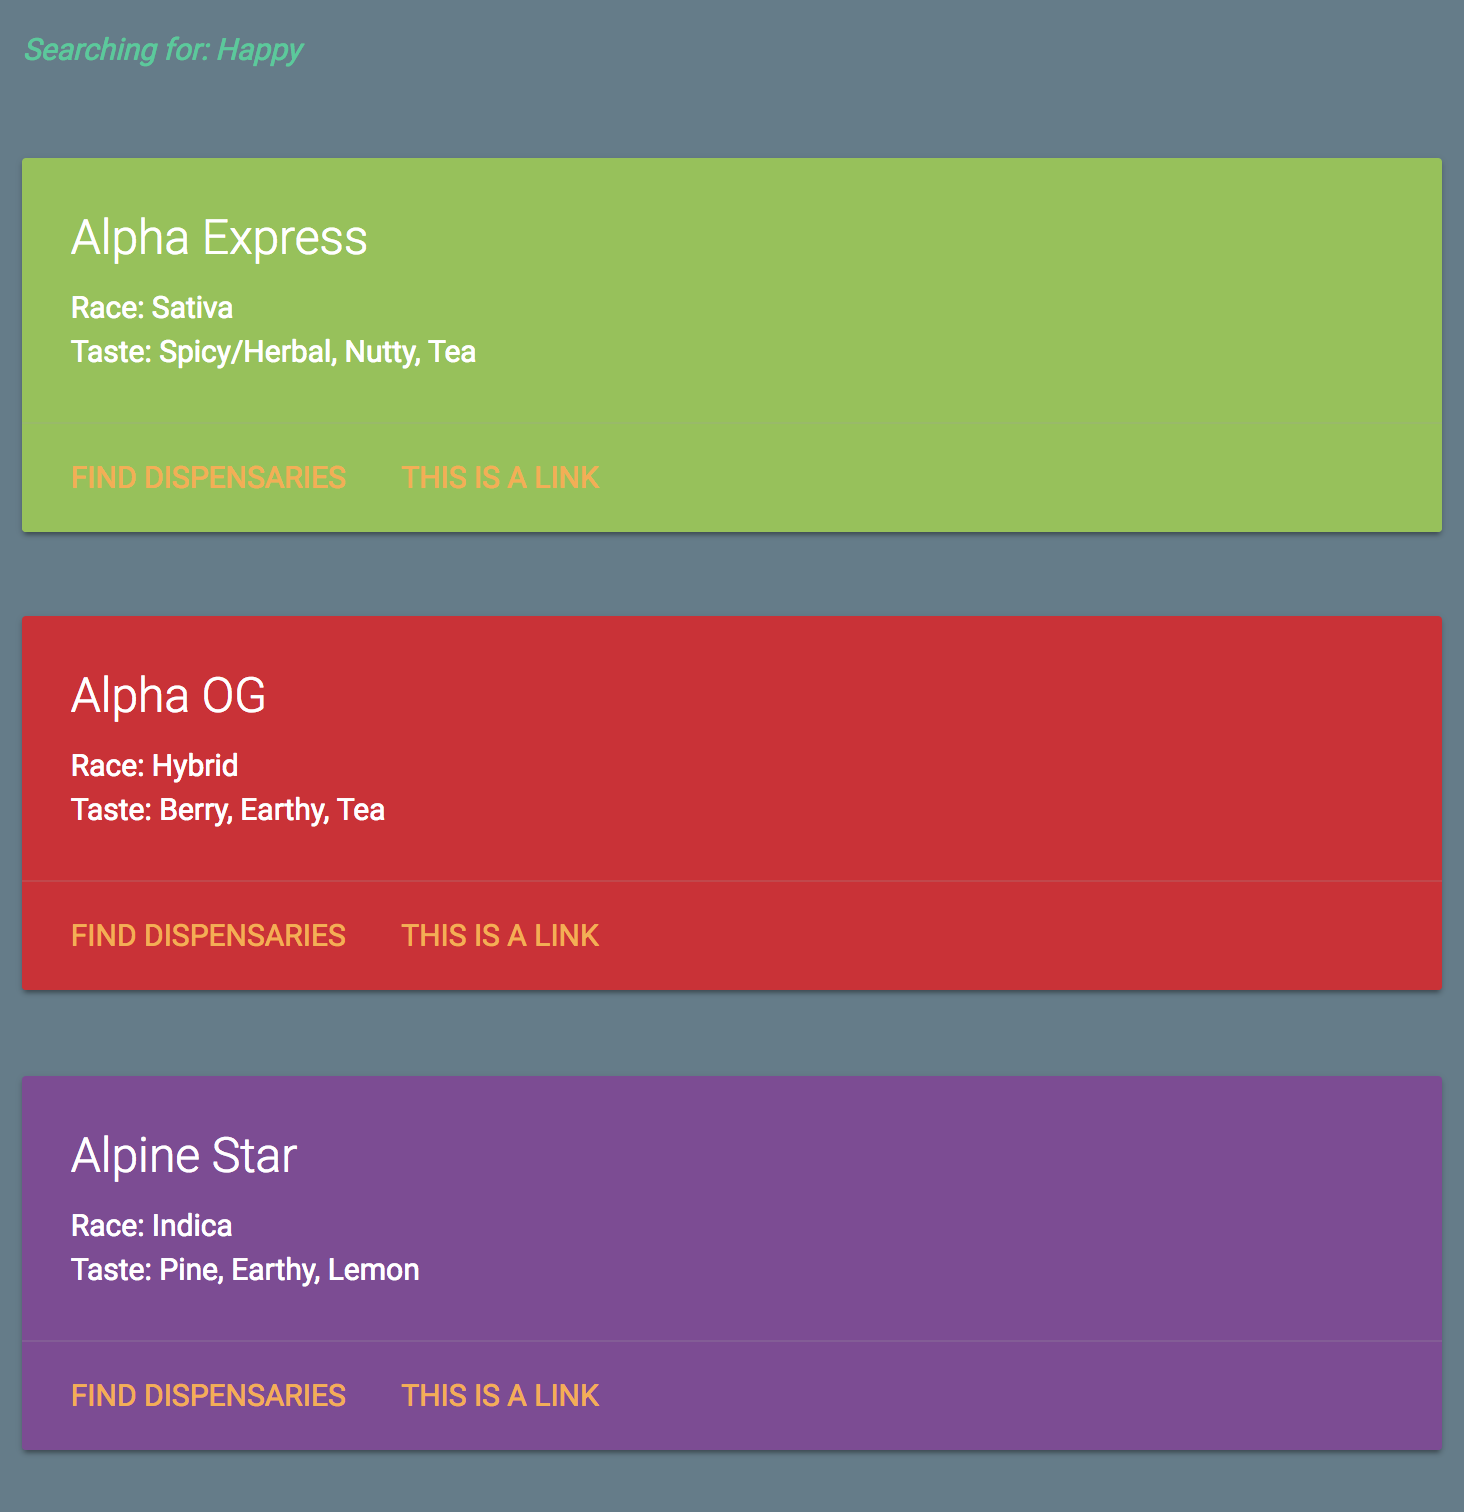 Searching for: Happy
Alpha Express
Race: Sativa
Taste: Spicy/Herbal, Nutty, Tea
FIND DISPENSARIES THIS IS A LINK
Alpha OG
Race: Hybrid
Taste: Berry, Earthy, Tea
FIND DISPENSARIES THIS IS A LINK
Alpine Star
Race: Indica
Taste: Pine, Earthy, Lemon
FIND DISPENSARIES THIS IS A LINK